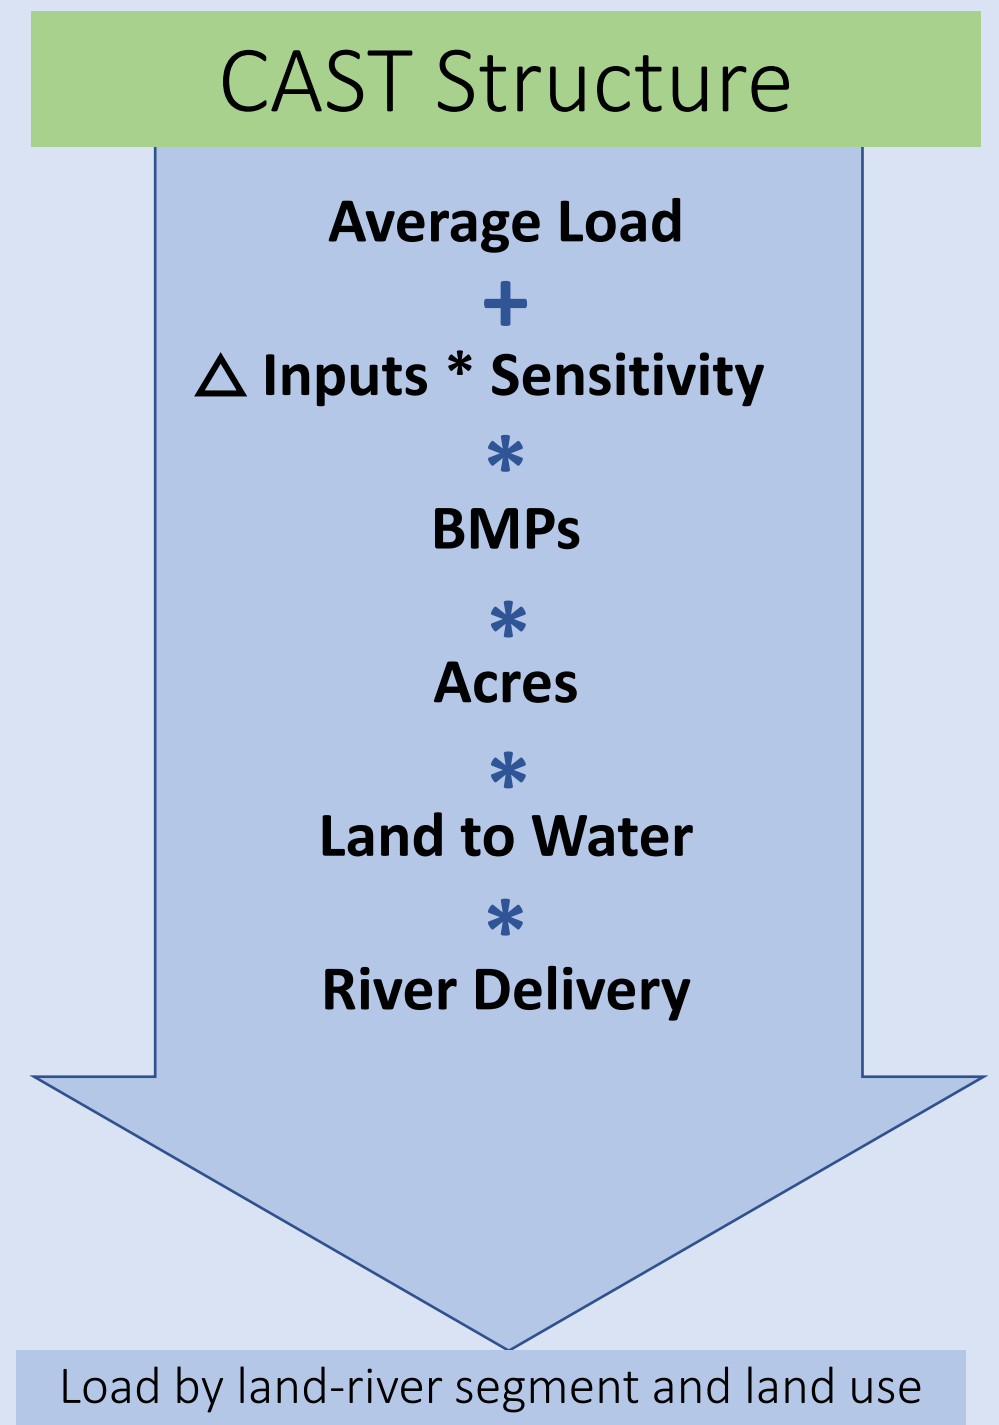 CAST Structure
Average Load
+
△ Inputs * Sensitivity
*
BMPs
*
Acres
*
Land to Water
*
River Delivery
Load by land-river segment and land use